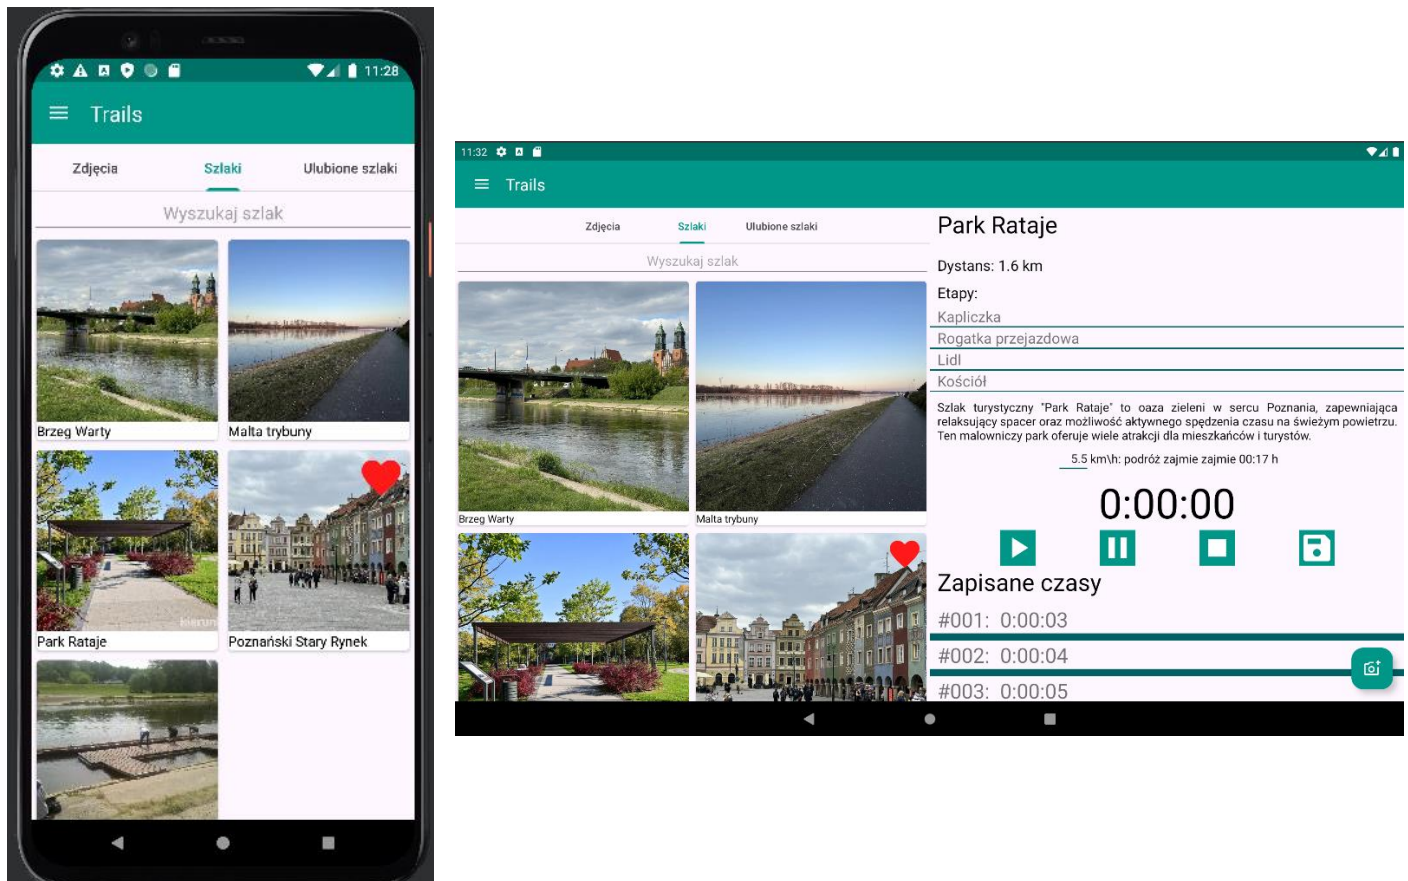 11:28
Trails
Zdjęcia Szlaki Ulubione szlaki
Wyszukaj szlak
Brzeg Warty Malta trybuny
Park Rataje Poznański Stary Rynek
11:32
Trails
Zdjęcia Szlaki Ulubione szlaki
Wyszukaj szlak
Brzeg Warty Malta trybuny
Park Rataje
Dystans: 1.6 km
Etapy:
Kapliczka
Rogatka przejazdowa
Lidl
Kościół
Szlak turystyczny "Park Rataje" to oaza zieleni w sercu Poznania, zapewniająca
relaksujący spacer oraz możliwość aktywnego spędzenia czasu na świeżym powietrzu.
Ten malowniczy park oferuje wiele atrakcji dla mieszkańców i turystów.
5.5 km\h: podróż zajmie zajmie 00:17 h
0:00:00
Zapisane czasy
#001: 0:00:03
#002: 0:00:04
#003: 0:00:05